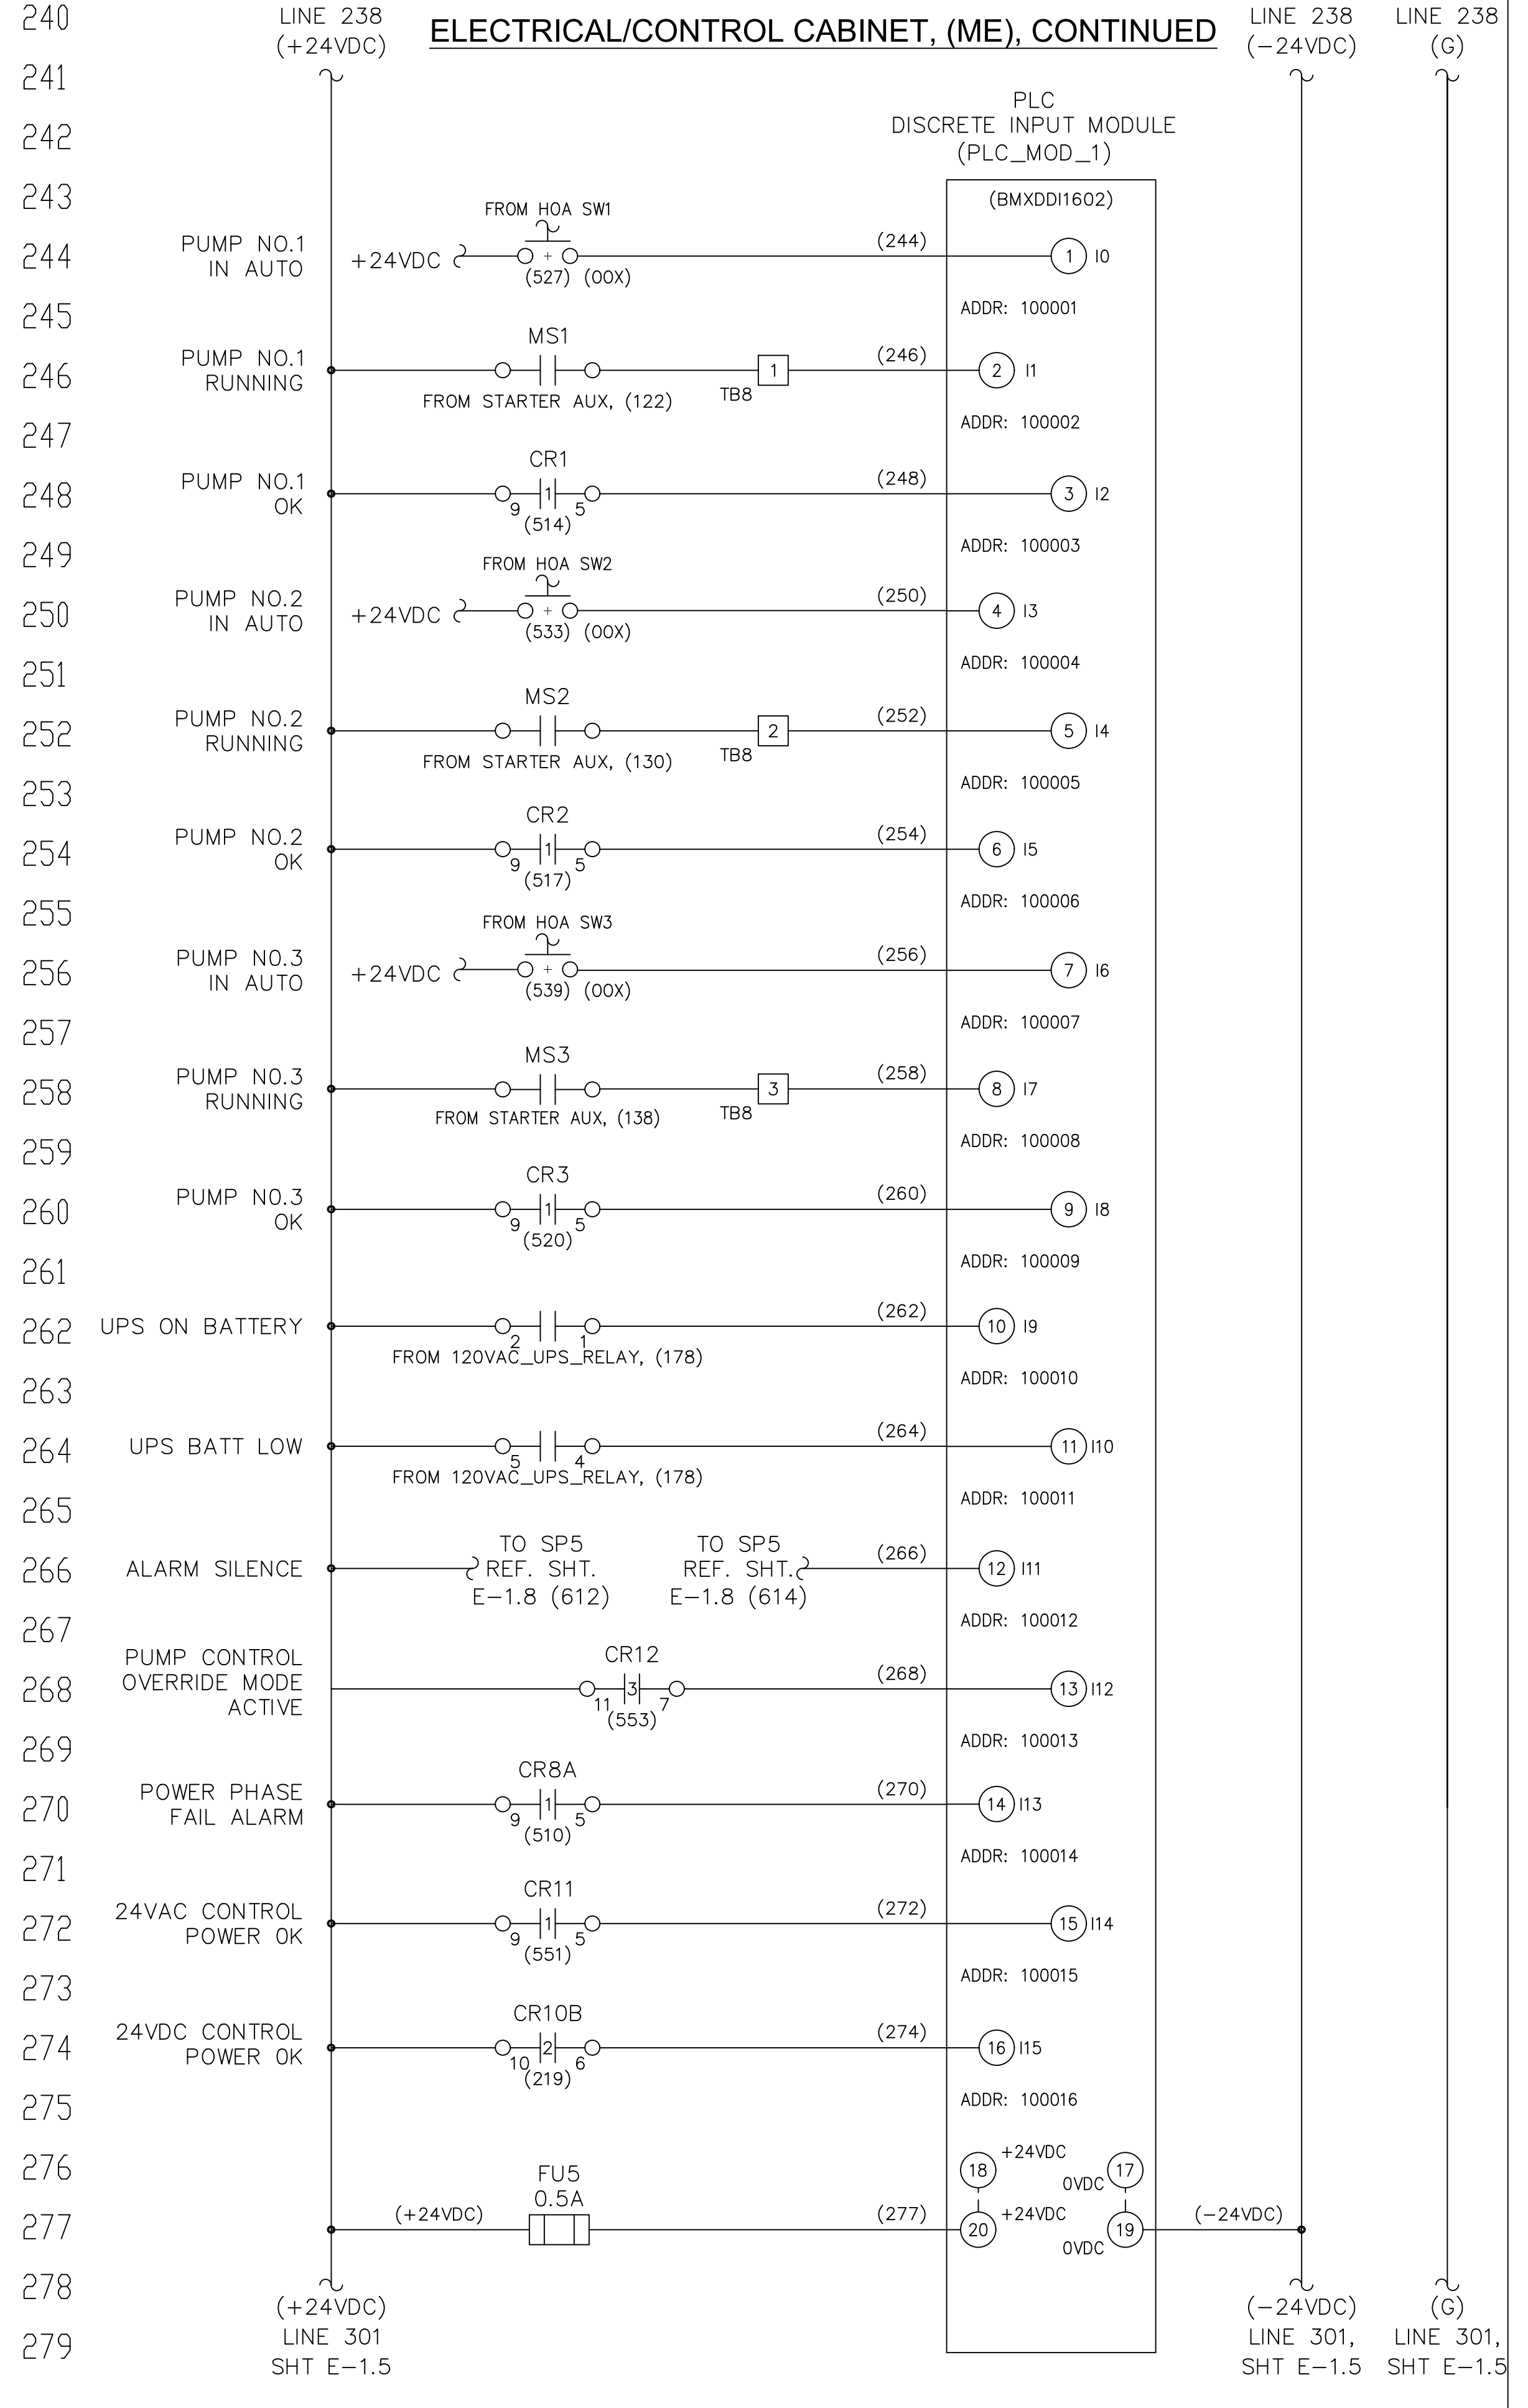 240
LINE 238
(+24VDC)
ELECTRICAL/CONTROL CABINET, (ME), CONTINUED
LINE 238
(-24VDC)
LINE 238
(G)
241
242
PLC
DISCRETE INPUT MODULE
(PLC_MOD_1)
243
(BMXDDI1602)
FROM HOA SW1
244
PUMP NO.1
IN AUTO
+24VDC
+
(527) (00X)
(244)
1 I0
245
ADDR: 100001
MS1
246
PUMP NO.1
RUNNING
FROM STARTER AUX, (122)
1
TB8
(246)
2 I1
247
ADDR: 100002
CR1
248
PUMP NO.1
OK
9 1 5
(514)
(248)
3 I2
249
ADDR: 100003
FROM HOA SW2
250
PUMP NO.2
IN AUTO
+24VDC
+
(533) (00X)
(250)
4 I3
251
ADDR: 100004
MS2
252
PUMP NO.2
RUNNING
FROM STARTER AUX, (130)
2
TB8
(252)
5 I4
253
ADDR: 100005
CR2
254
PUMP NO.2
OK
9 1 5
(517)
(254)
6 I5
255
ADDR: 100006
FROM HOA SW3
256
PUMP NO.3
IN AUTO
+24VDC
+
(539) (00X)
(256)
7 I6
257
ADDR: 100007
MS3
258
PUMP NO.3
RUNNING
FROM STARTER AUX, (138)
3
TB8
(258)
8 I7
259
ADDR: 100008
CR3
260
PUMP NO.3
OK
9 1 5
(520)
(260)
9 I8
261
ADDR: 100009
262
UPS ON BATTERY
2 1
FROM 120VAC_UPS_RELAY, (178)
(262)
10 I9
263
ADDR: 100010
264
UPS BATT LOW
5 4
FROM 120VAC_UPS_RELAY, (178)
(264)
11 I10
265
ADDR: 100011
266
ALARM SILENCE
TO SP5
REF. SHT.
E-1.8 (612)
TO SP5
REF. SHT.
E-1.8 (614)
(266)
12 I11
267
ADDR: 100012
268
PUMP CONTROL
OVERRIDE MODE
ACTIVE
CR12
11 3 7
(553)
(268)
13 I12
269
ADDR: 100013
CR8A
270
POWER PHASE
FAIL ALARM
9 1 5
(510)
(270)
14 I13
271
ADDR: 100014
CR11
272
24VAC CONTROL
POWER OK
9 1 5
(551)
(272)
15 I14
273
ADDR: 100015
CR10B
274
24VDC CONTROL
POWER OK
10 2 6
(219)
(274)
16 I15
275
ADDR: 100016
276
18 +24VDC
0VDC 17
277
(+24VDC)
FU5
0.5A
(277)
20 +24VDC
0VDC 19
(-24VDC)
278
279
(+24VDC)
LINE 301
SHT E-1.5
(-24VDC)
LINE 301,
SHT E-1.5
(G)
LINE 301,
SHT E-1.5